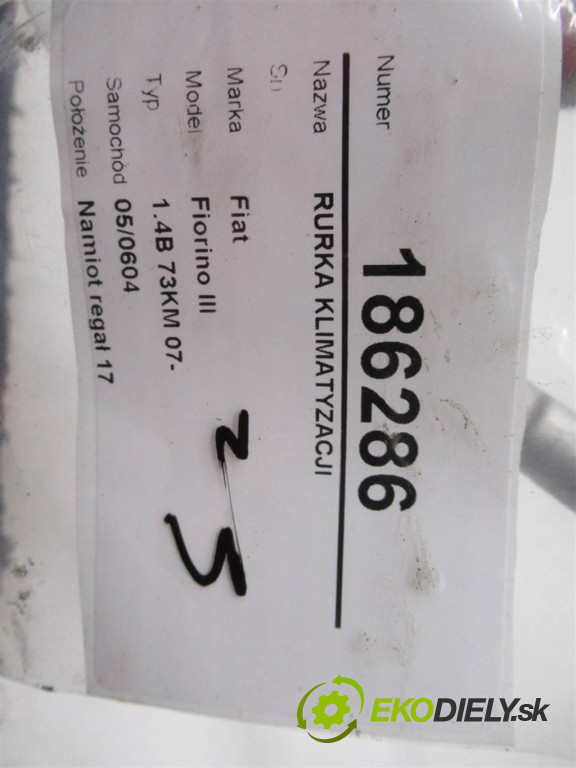 Numer 186286
Nazwa RURKA KLIMATYZACJI
Sn
Marka Fiat
Model Fiorino III
Typ 1.4B 73KM 07-
Samochód 05/0604
Położenie Namiot regał 17
EKODIELY.sk